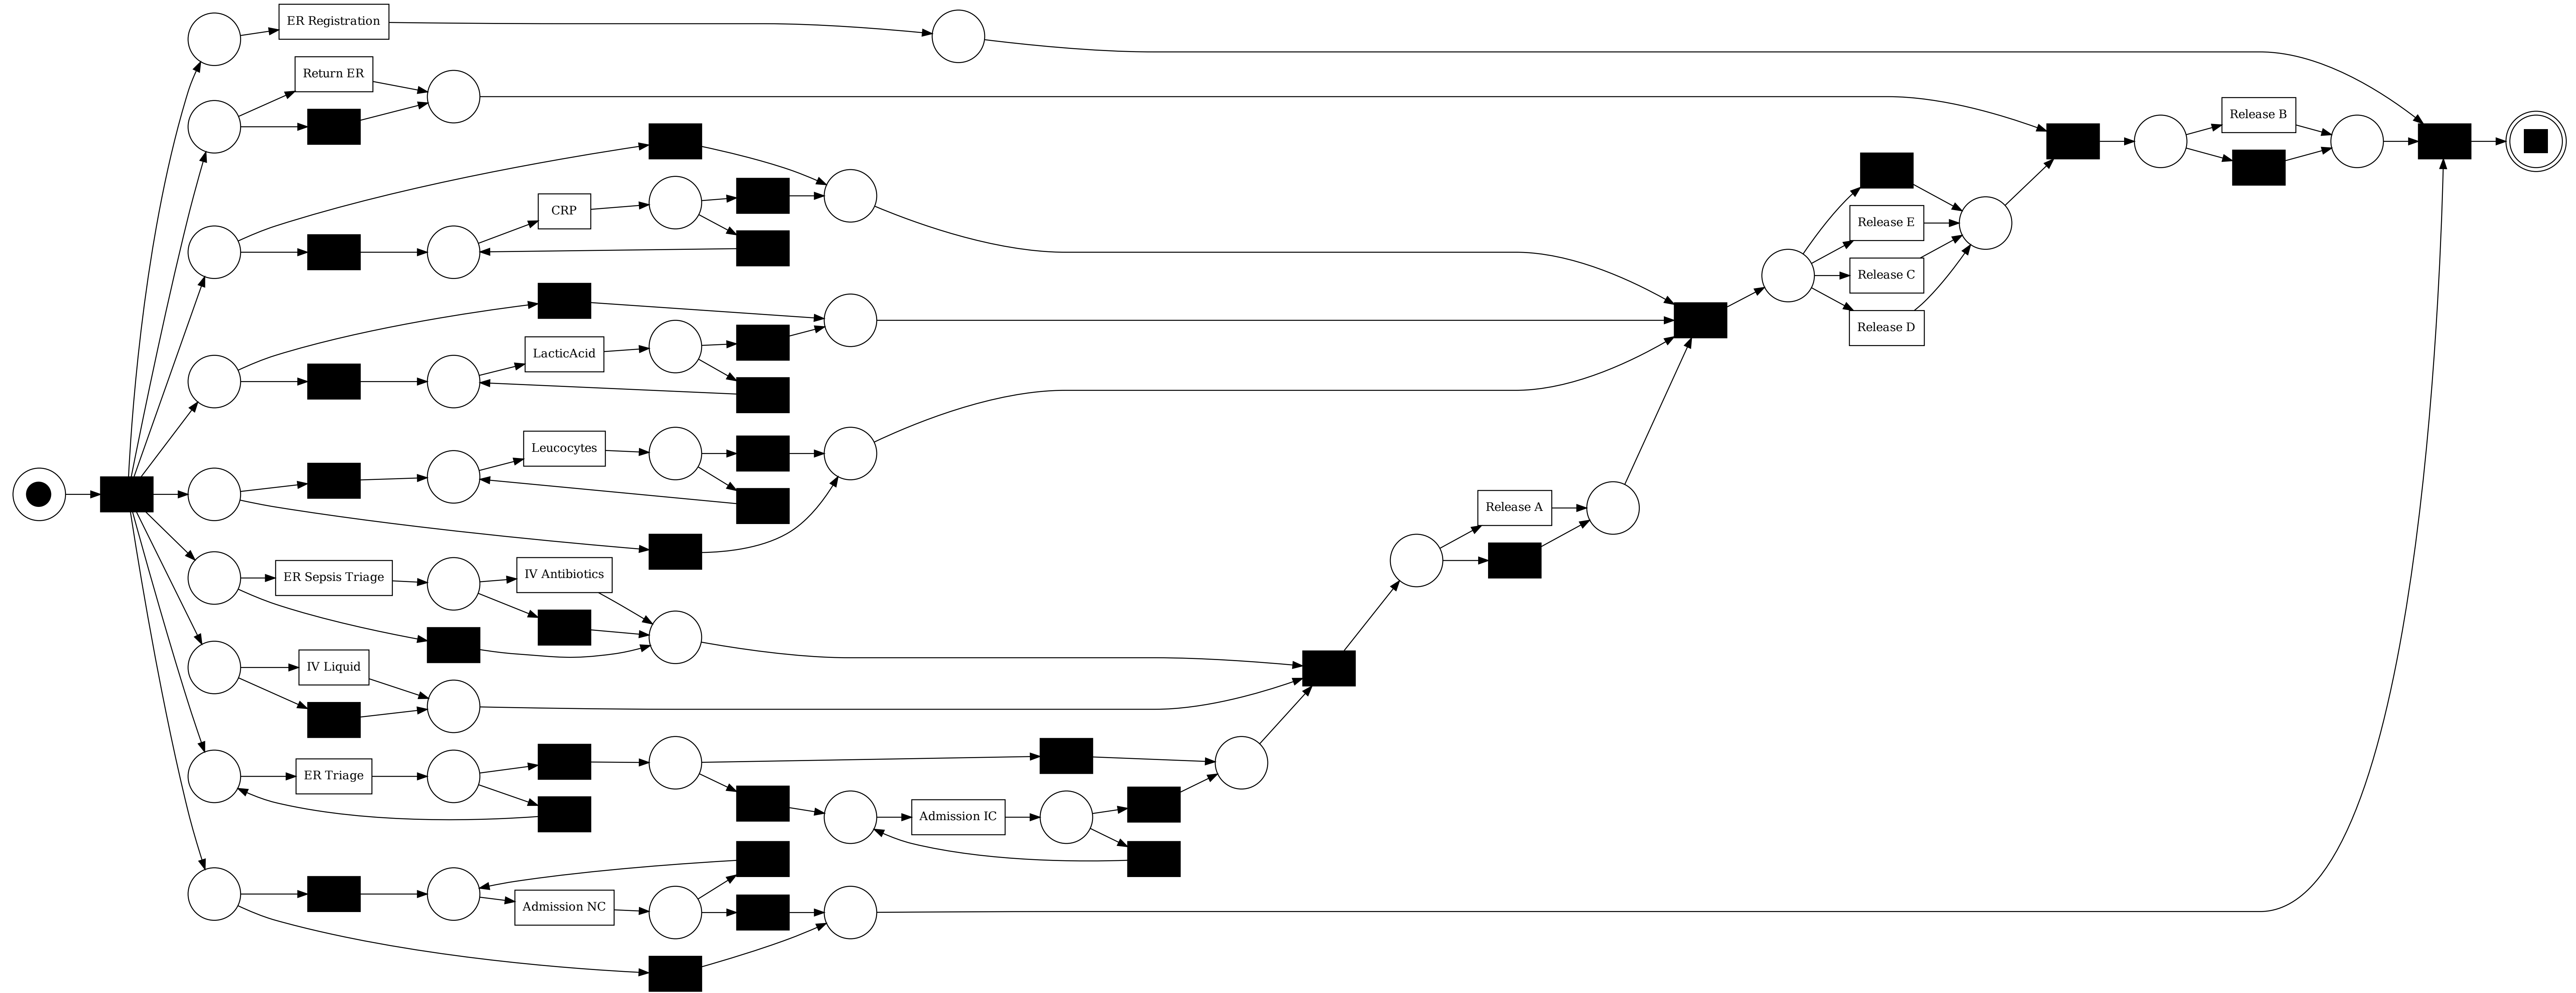 ER Registration
Return ER
CRP
LacticAcid
Leucocytes
ER Sepsis Triage
IV Antibiotics
IV Liquid
ER Triage
Admission IC
Admission NC
Release A
Release E
Release C
Release D
Release B